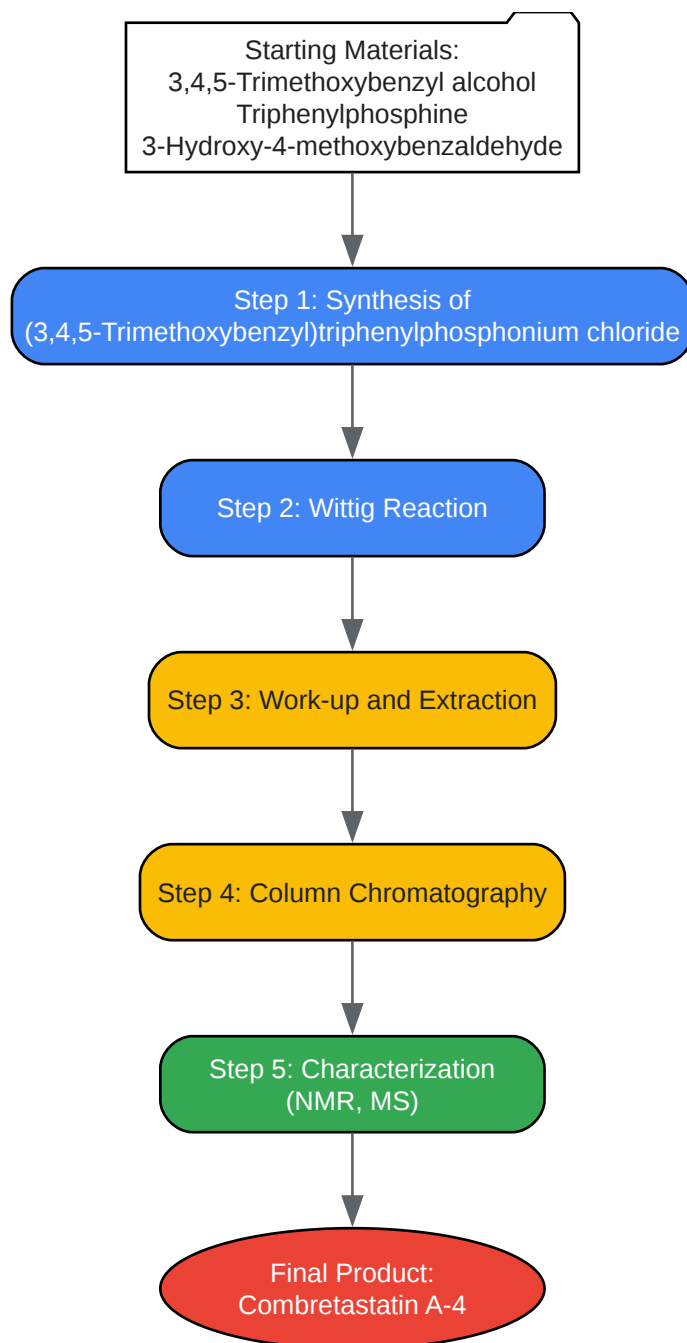 Starting Materials:
3,4,5-Trimethoxybenzyl alcohol
Triphenylphosphine
3-Hydroxy-4-methoxybenzaldehyde
Step 1: Synthesis of
(3,4,5-Trimethoxybenzyl)triphenylphosphonium chloride
Step 2: Wittig Reaction
Step 3: Work-up and Extraction
Step 4: Column Chromatography
Step 5: Characterization
(NMR, MS)
Final Product:
Combretastatin A-4